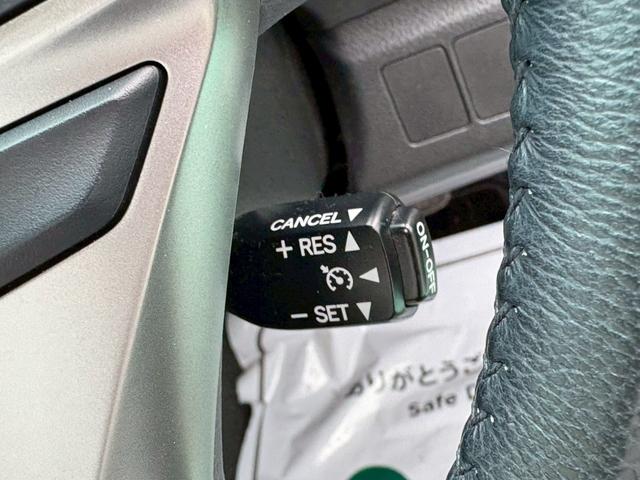 CANCEL ▼
+ RES ▲
◀
− SET ▼
ON-OFF
ありがとうご
Safe